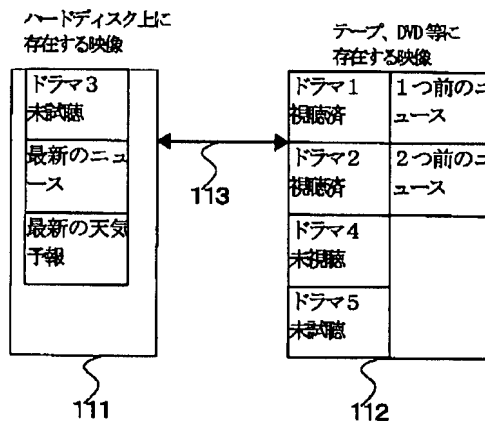 ハードディスク上に
存在する映像
ドラマ3
未試聴
最新のニュ
ース
最新の天気
予報
111
113
テープ、DVD等に
存在する映像
ドラマ1
視聴済
1つ前のニ
ュース
ドラマ2
視聴済
2つ前のニ
ュース
ドラマ4
未視聴
ドラマ5
未試聴
112